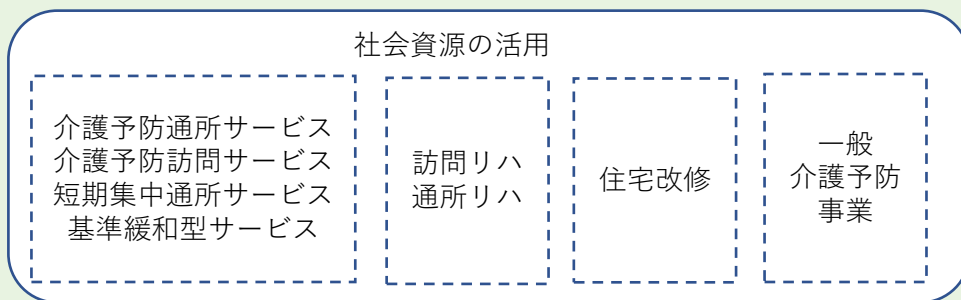 社会資源の活用
介護予防通所サービス
介護予防訪問サービス
短期集中通所サービス
基準緩和型サービス
訪問リハ
通所リハ
住宅改修
一般
介護予防
事業